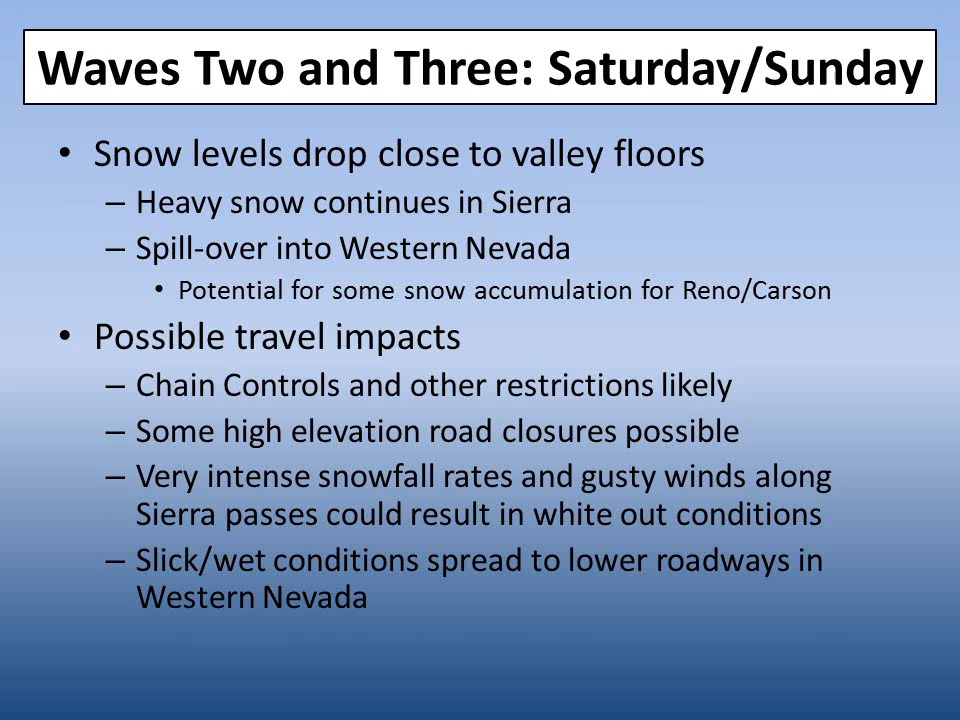 Waves Two and Three: Saturday/Sunday
• Snow levels drop close to valley floors
– Heavy snow continues in Sierra
– Spill-over into Western Nevada
• Potential for some snow accumulation for Reno/Carson
• Possible travel impacts
– Chain Controls and other restrictions likely
– Some high elevation road closures possible
– Very intense snowfall rates and gusty winds along
Sierra passes could result in white out conditions
– Slick/wet conditions spread to lower roadways in
Western Nevada